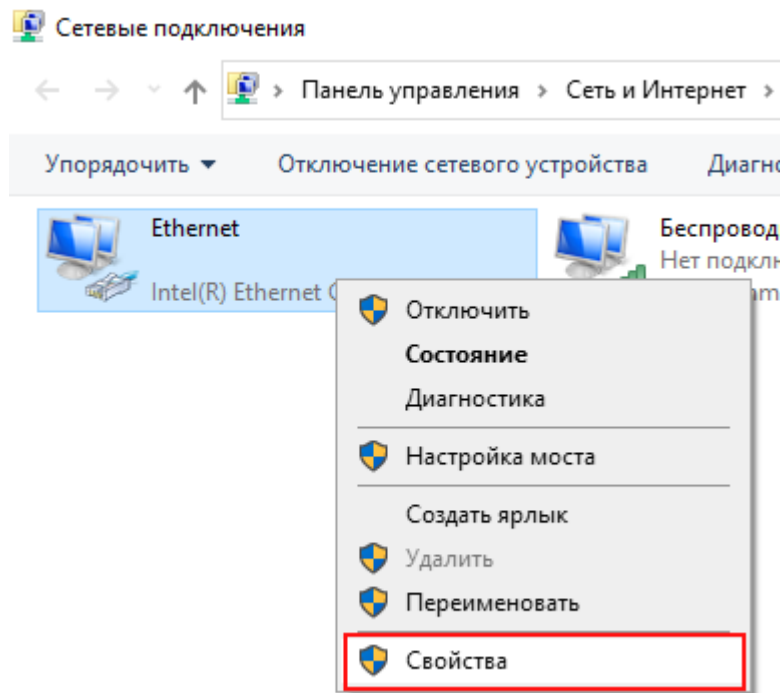 Сетевые подключения
Панель управления > Сеть и Интернет >
Упорядочить Отключение сетевого устройства
Ethernet
Intel(R) Ethernet
Нет
Отключить
Состояние
Диагностика
Настройка моста
Создать ярлык
Удалить
Переименовать
Свойства